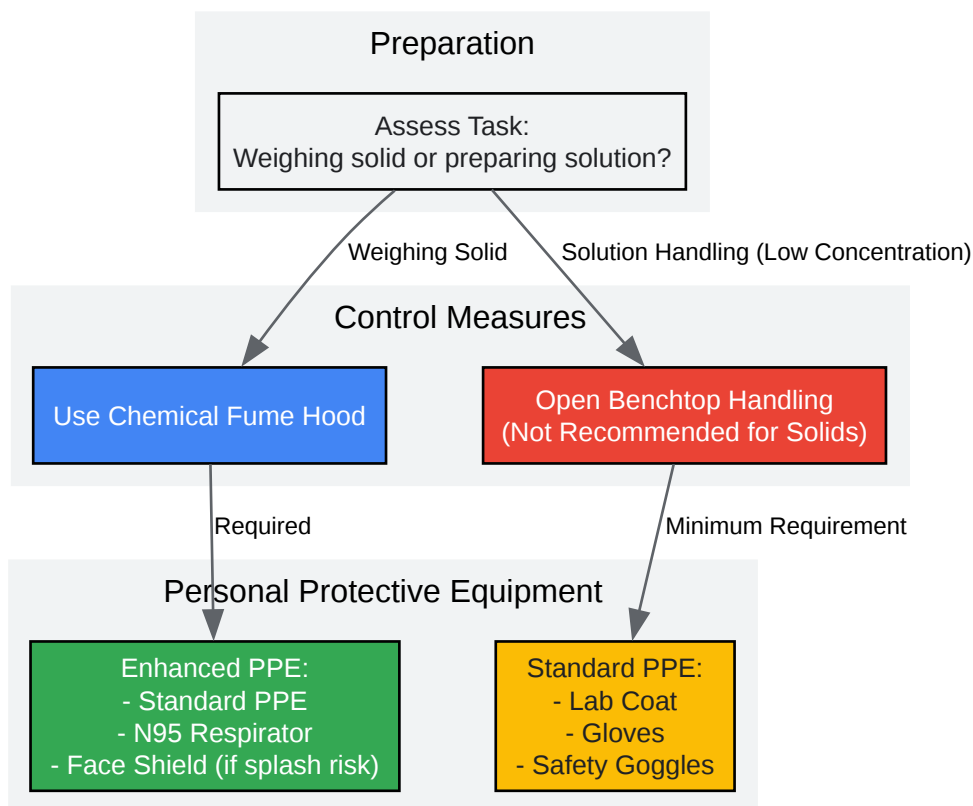 Preparation
Assess Task:
Weighing solid or preparing solution?
Weighing Solid
Solution Handling (Low Concentration)
Control Measures
Use Chemical Fume Hood
Open Benchtop Handling
(Not Recommended for Solids)
Required
Minimum Requirement
Personal Protective Equipment
Enhanced PPE:
- Standard PPE
- N95 Respirator
- Face Shield (if splash risk)
Standard PPE:
- Lab Coat
- Gloves
- Safety Goggles